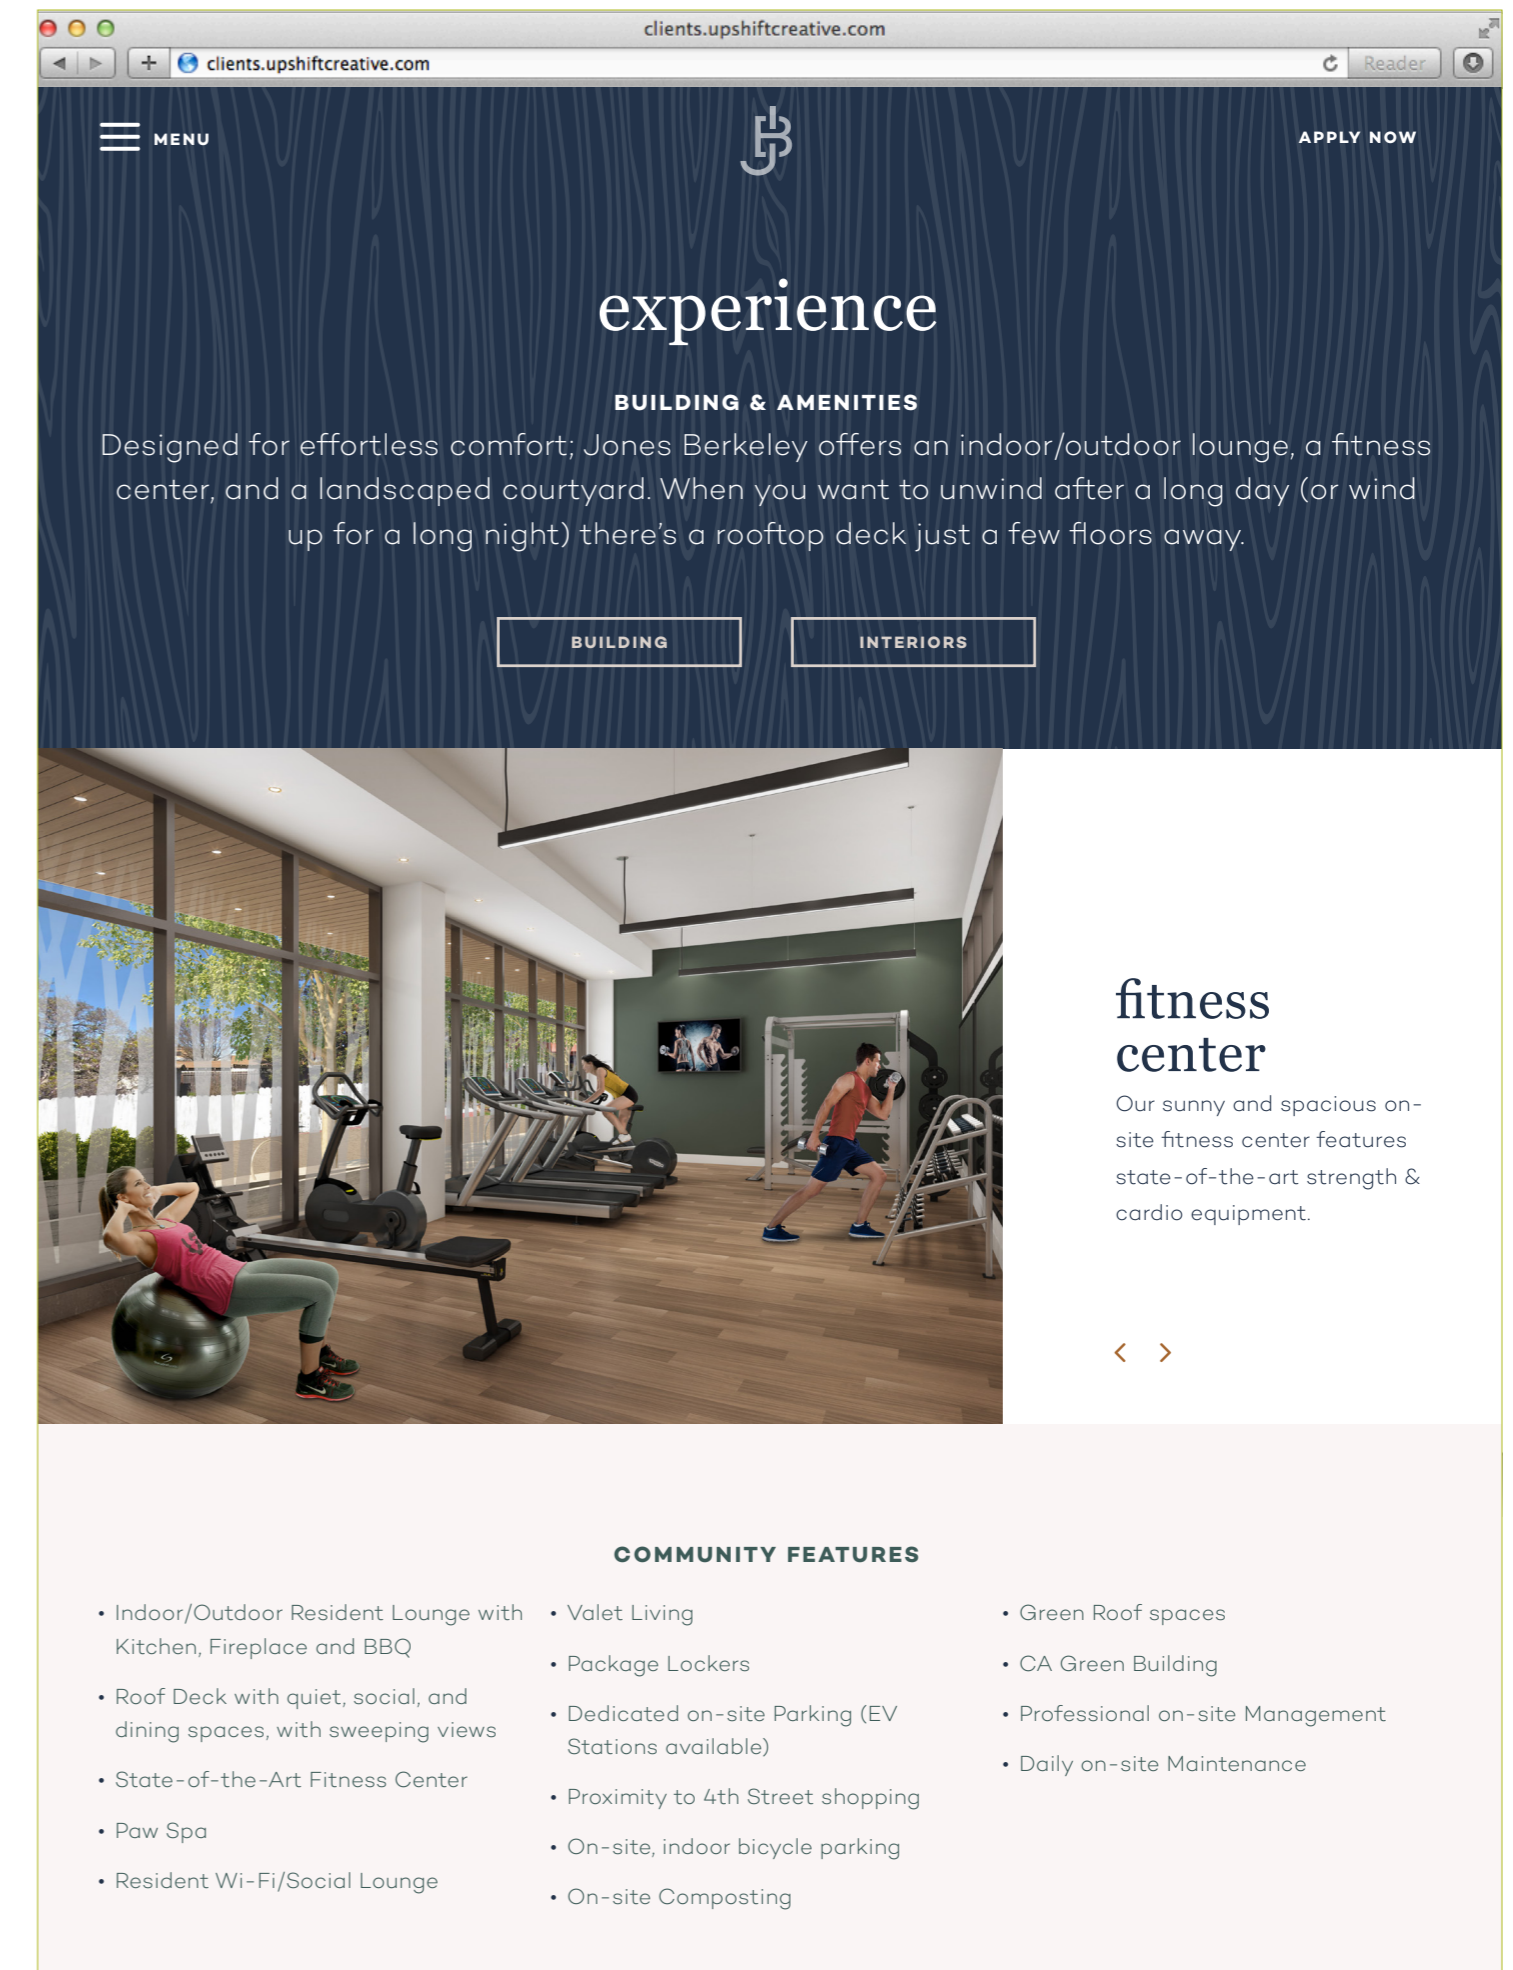 clients.upshiftcreative.com
clients.upshiftcreative.com
Reader
MENU
APPLY NOW
experience
BUILDING & AMENITIES
Designed for effortless comfort; Jones Berkeley offers an indoor/outdoor lounge, a fitness
center, and a landscaped courtyard. When you want to unwind after a long day (or wind
up for a long night) there’s a rooftop deck just a few floors away.
BUILDING
INTERIORS
fitness
center
Our sunny and spacious on-
site fitness center features
state-of-the-art strength &
cardio equipment.
COMMUNITY FEATURES
• Indoor/Outdoor Resident Lounge with
Kitchen, Fireplace and BBQ
• Roof Deck with quiet, social, and
dining spaces, with sweeping views
• State-of-the-Art Fitness Center
• Paw Spa
• Resident Wi-Fi/Social Lounge
• Valet Living
• Package Lockers
• Dedicated on-site Parking (EV
Stations available)
• Proximity to 4th Street shopping
• On-site, indoor bicycle parking
• On-site Composting
• Green Roof spaces
• CA Green Building
• Professional on-site Management
• Daily on-site Maintenance